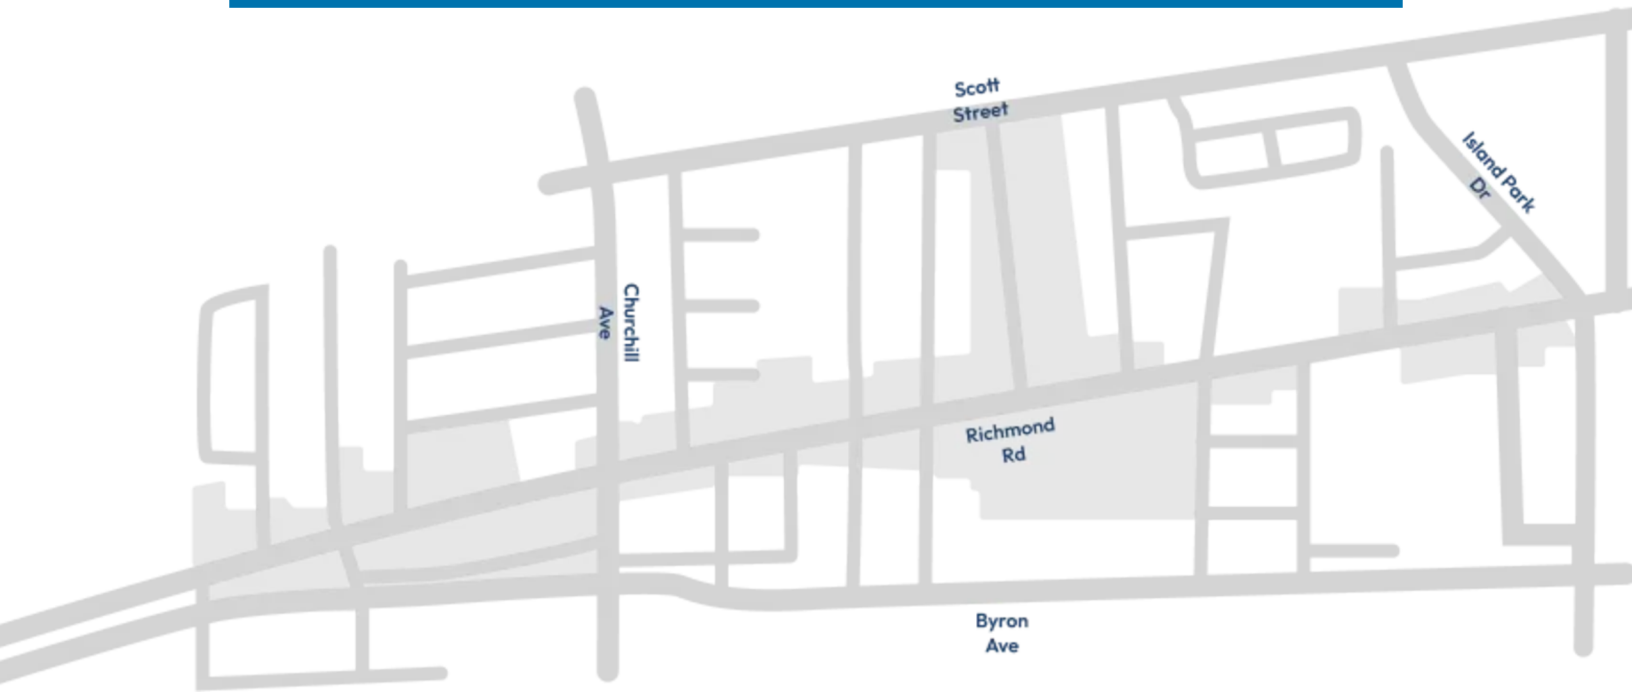 Scott
Street
Island Park
Dr
Churchill
Ave
Richmond
Rd
Byron
Ave